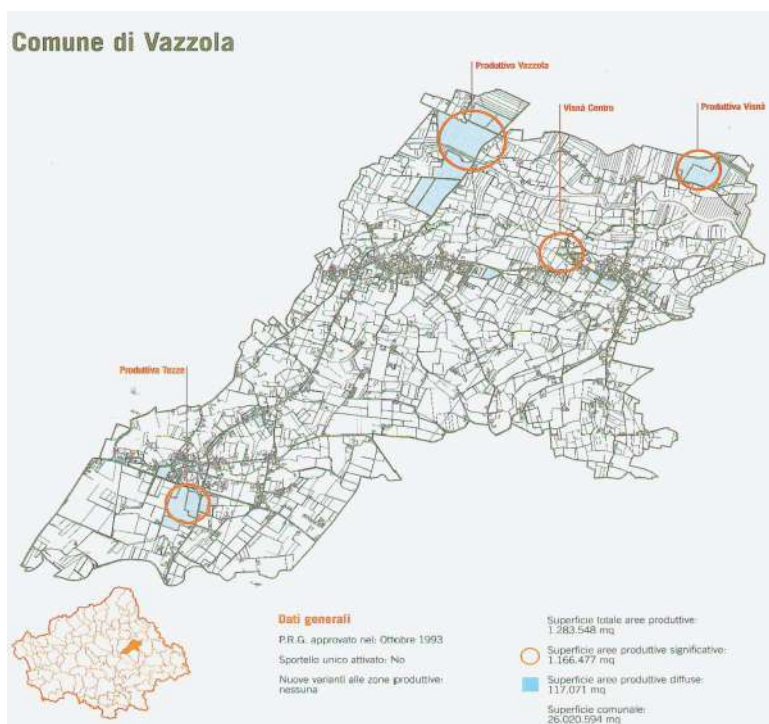 Comune di Vazzola
Produttiva Vazzola
Visnà Centro
Produttiva Visnà
Produttiva Tezze
Dati generali
P.R.G. approvato nel: Ottobre 1993
Sportello unico attivato: No
Nuove varianti alle zone produttive:
nessuna
Superficie totale aree produttive:
1.283.548 mq
Superficie aree produttive significative:
1.166.477 mq
Superficie aree produttive diffuse:
117.071 mq
Superficie comunale:
26.020.594 mq